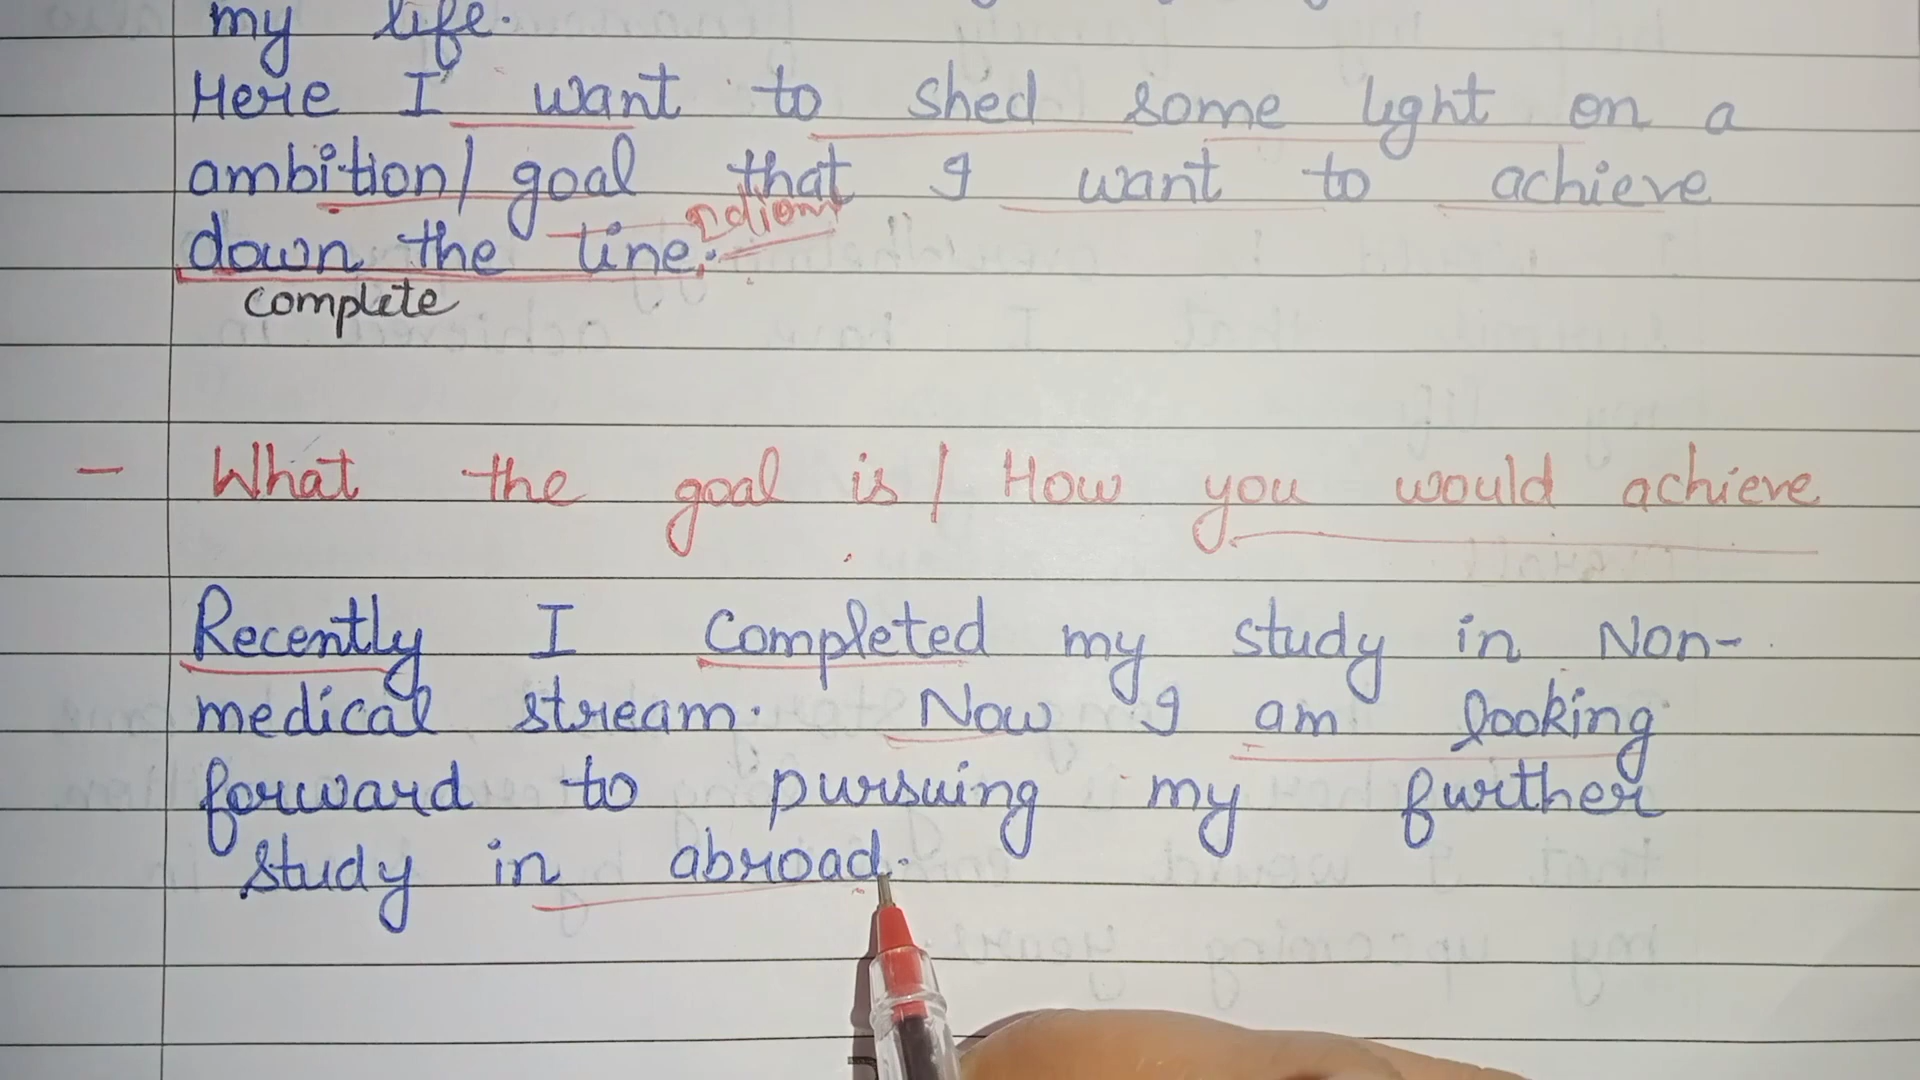 my life.
Here I want to shed some light on a
ambition/ goal that I want to achieve
idiom
down the line.
complete
- What the goal is / How you would achieve
Recently I completed my study in Non-
medical stream. Now I am looking
forward to pursuing my further
study in abroad.